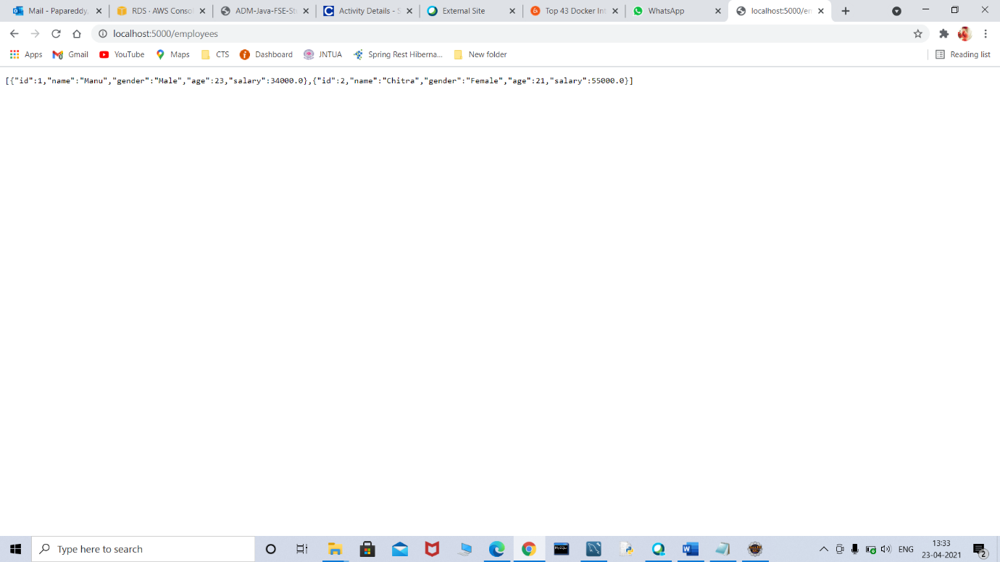 Mail - Papareddy,
RDS · AWS Conso
ADM-Java-FSE-St
Activity Details - S
External Site
Top 43 Docker Int
WhatsApp
localhost:5000/em
localhost:5000/employees
Apps
Gmail
YouTube
Maps
CTS
Dashboard
JNTUA
Spring Rest Hiberna...
New folder
Reading list
[{"id":1,"name":"Manu","gender":"Male","age":23,"salary":34000.0},{"id":2,"name":"Chitra","gender":"Female","age":21,"salary":55000.0}]
Type here to search
MySQL
ENG
13:33
23-04-2021
2